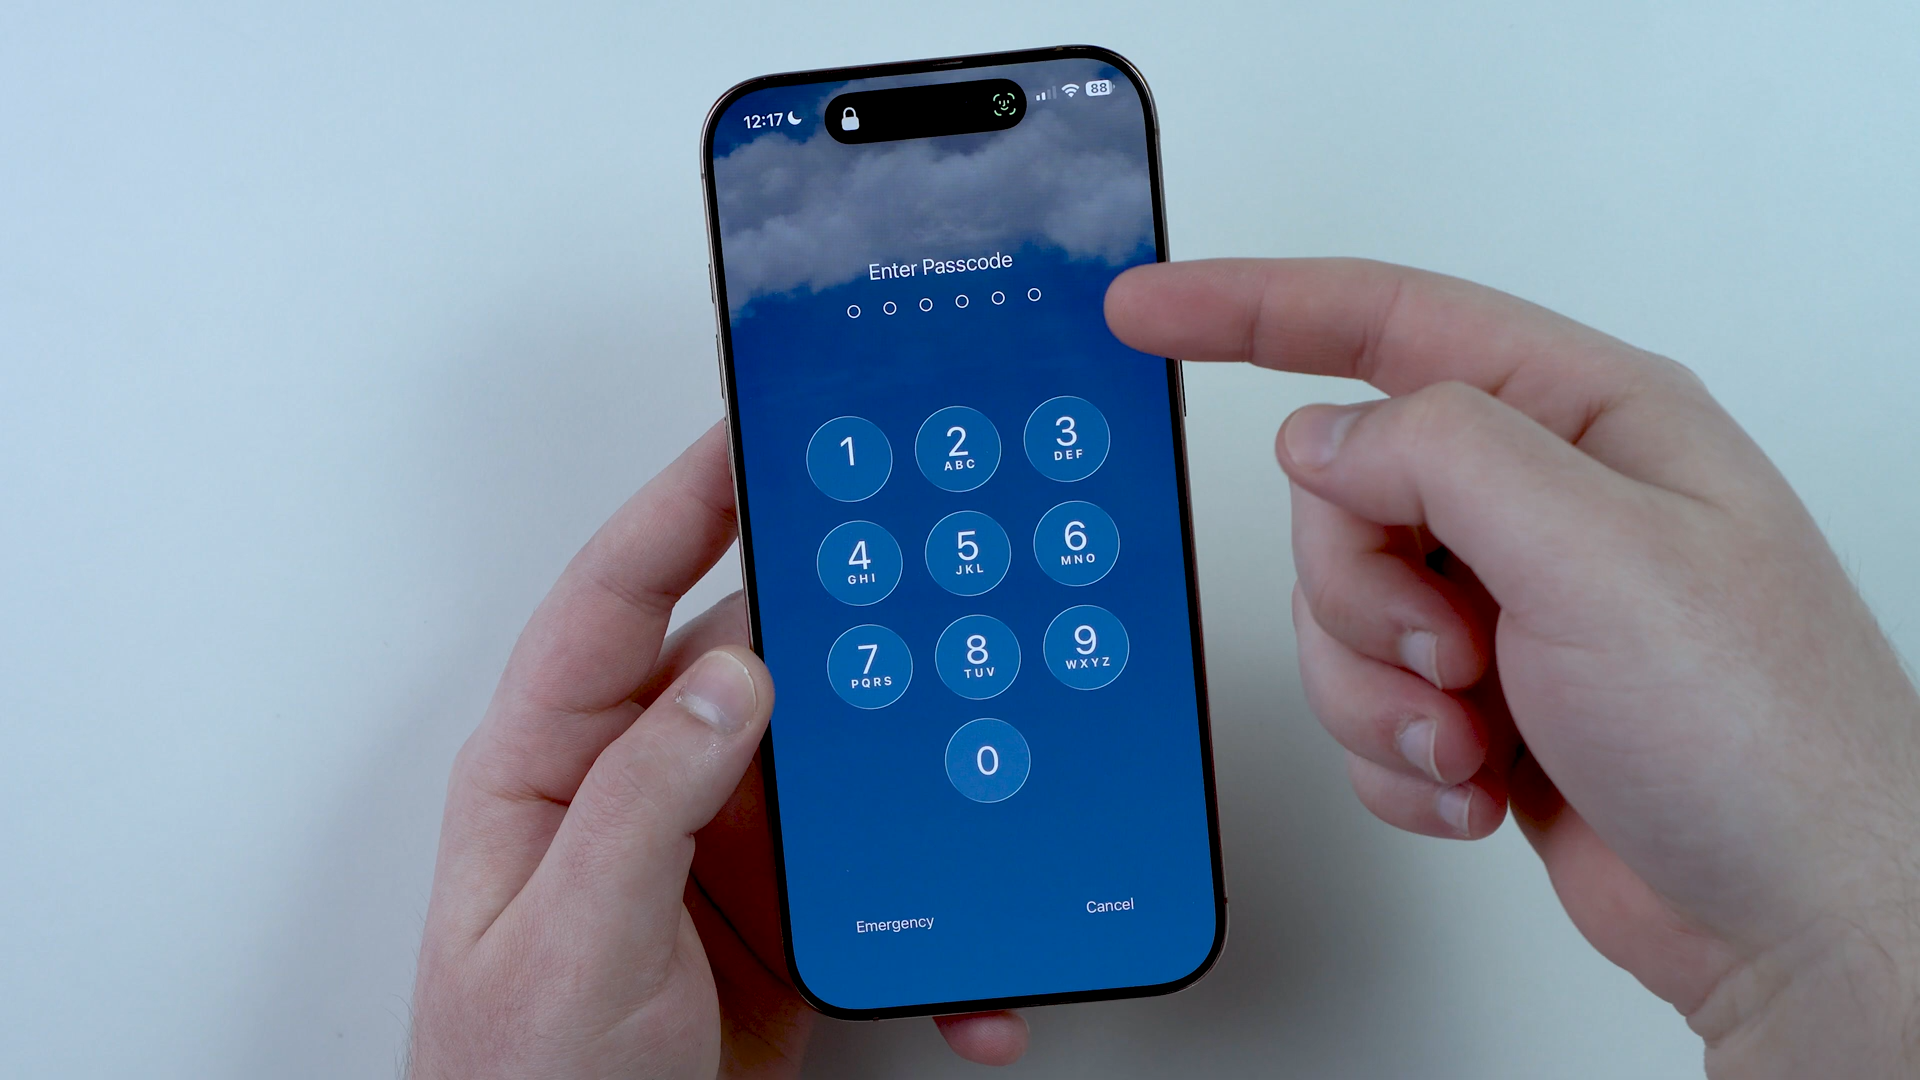 12:17 88
Enter Passcode
1 2 3
ABC DEF
4 5 6
GHI JKL MNO
7 8 9
PQRS TUV WXYZ
0
Emergency Cancel